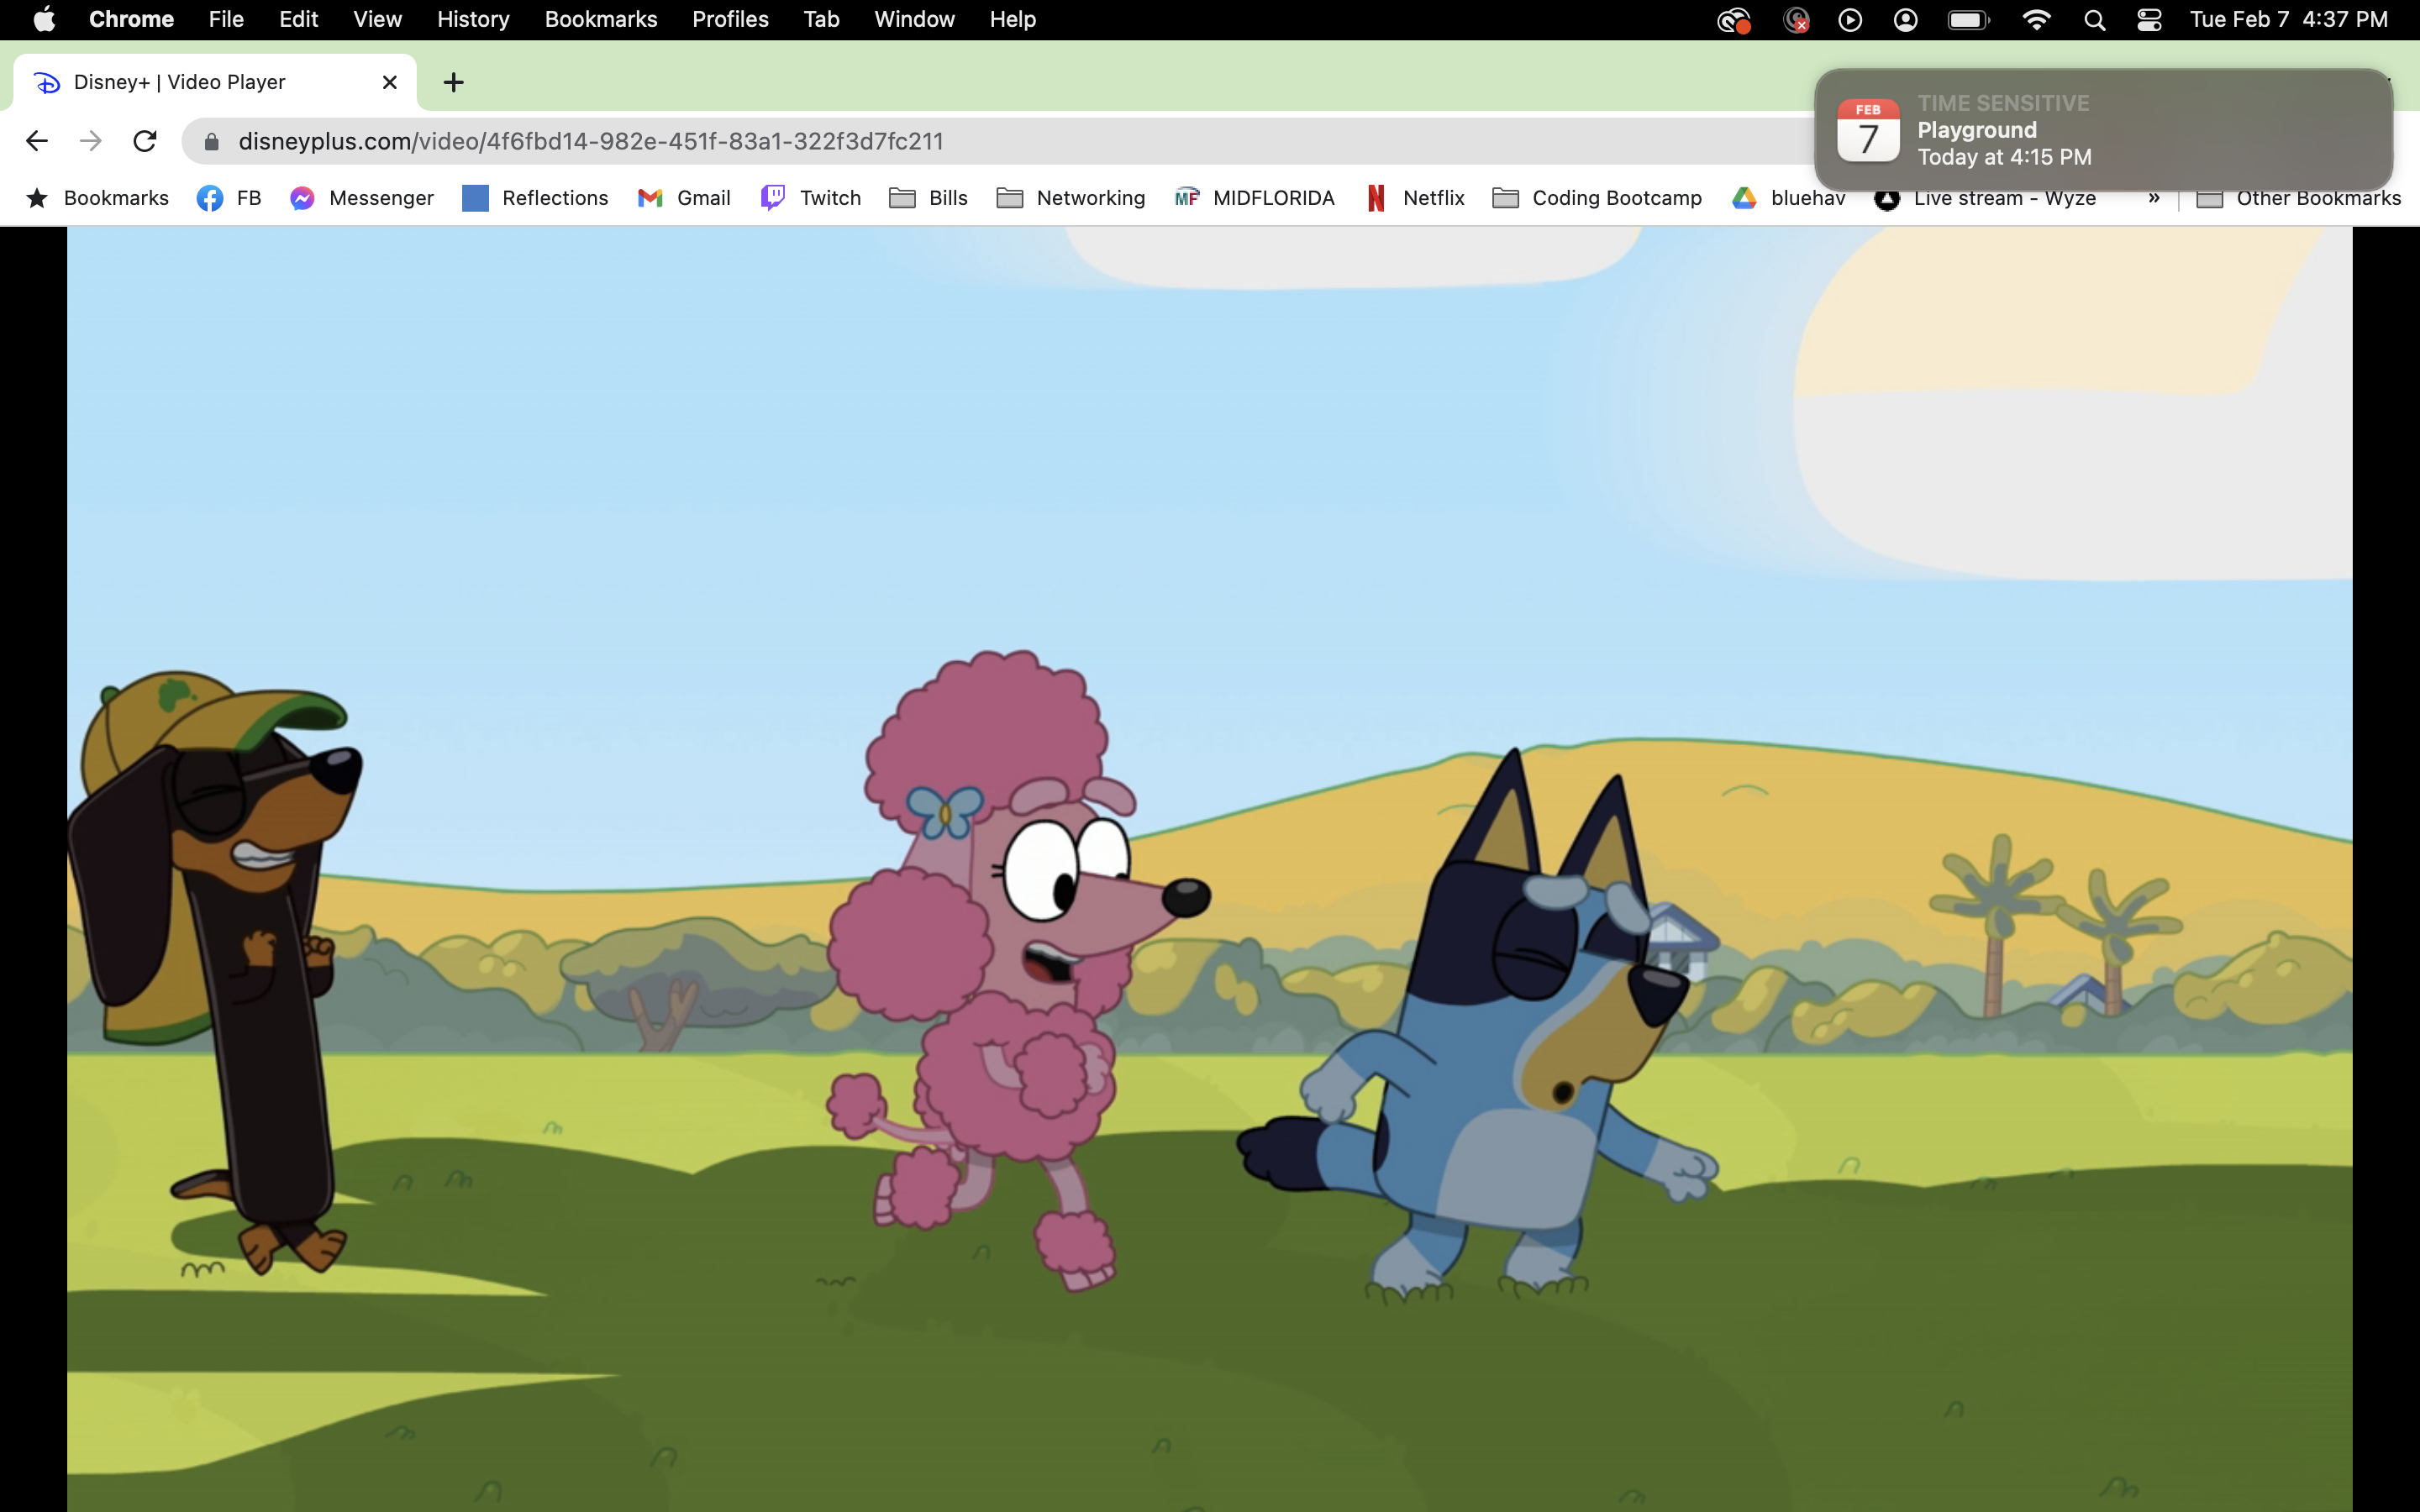 Chrome File Edit View History Bookmarks Profiles Tab Window Help Tue Feb 7 4:37 PM
Disney+ | Video Player
TIME SENSITIVE
FEB
7
Playground
Today at 4:15 PM
disneyplus.com/video/4f6fbd14-982e-451f-83a1-322f3d7fc211
Bookmarks FB Messenger Reflections Gmail Twitch Bills Networking MF MIDFLORIDA N Netflix Coding Bootcamp bluehav Live stream - Wyze » Other Bookmarks